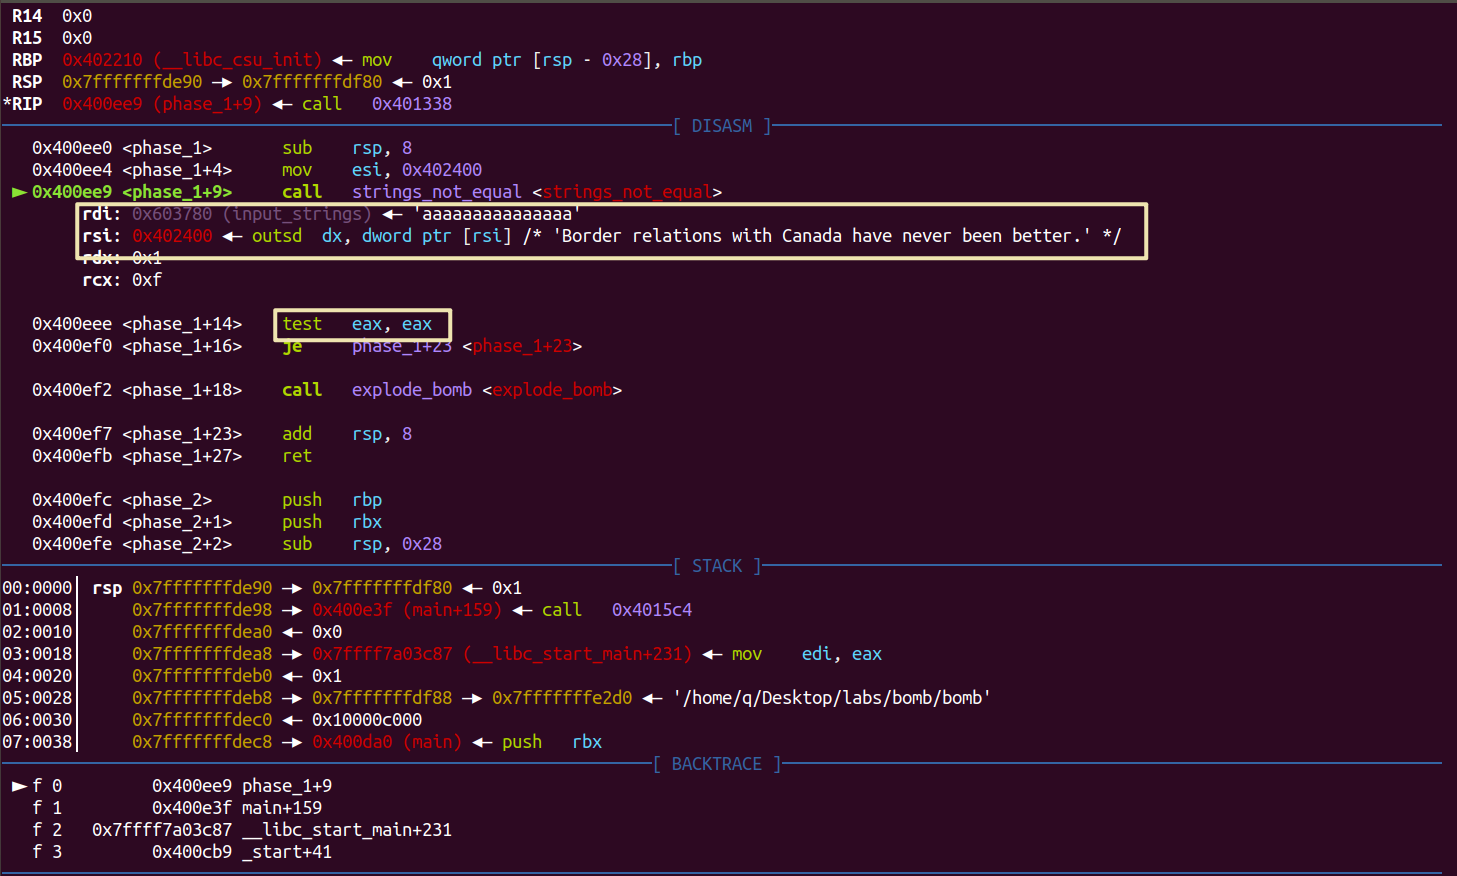 R14  0x0
R15  0x0
RBP  0x402210 (__libc_csu_init) ◂— mov    qword ptr [rsp - 0x28], rbp
RSP  0x7fffffffde90 —▸ 0x7fffffffdf80 ◂— 0x1
*RIP  0x400ee9 (phase_1+9) ◂— call   0x401338
[ DISASM ]
0x400ee0 <phase_1>       sub    rsp, 8
0x400ee4 <phase_1+4>     mov    esi, 0x402400
► 0x400ee9 <phase_1+9>     call   strings_not_equal <strings_not_equal>
rdi: 0x603780 (input_strings) ◂— 'aaaaaaaaaaaaaaa'
rsi: 0x402400 ◂— outsd  dx, dword ptr [rsi] /* 'Border relations with Canada have never been better.' */
rdx: 0x1
rcx: 0xf
0x400eee <phase_1+14>    test   eax, eax
0x400ef0 <phase_1+16>    je     phase_1+23 <phase_1+23>
0x400ef2 <phase_1+18>    call   explode_bomb <explode_bomb>
0x400ef7 <phase_1+23>    add    rsp, 8
0x400efb <phase_1+27>    ret
0x400efc <phase_2>       push   rbp
0x400efd <phase_2+1>     push   rbx
0x400efe <phase_2+2>     sub    rsp, 0x28
[ STACK ]
00:0000│ rsp 0x7fffffffde90 —▸ 0x7fffffffdf80 ◂— 0x1
01:0008│     0x7fffffffde98 —▸ 0x400e3f (main+159) ◂— call   0x4015c4
02:0010│     0x7fffffffdea0 ◂— 0x0
03:0018│     0x7fffffffdea8 —▸ 0x7ffff7a03c87 (__libc_start_main+231) ◂— mov    edi, eax
04:0020│     0x7fffffffdeb0 ◂— 0x1
05:0028│     0x7fffffffdeb8 —▸ 0x7fffffffdf88 —▸ 0x7fffffffe2d0 ◂— '/home/q/Desktop/labs/bomb/bomb'
06:0030│     0x7fffffffdec0 ◂— 0x10000c000
07:0038│     0x7fffffffdec8 —▸ 0x400da0 (main) ◂— push   rbx
[ BACKTRACE ]
► f 0         0x400ee9 phase_1+9
f 1         0x400e3f main+159
f 2   0x7ffff7a03c87 __libc_start_main+231
f 3         0x400cb9 _start+41